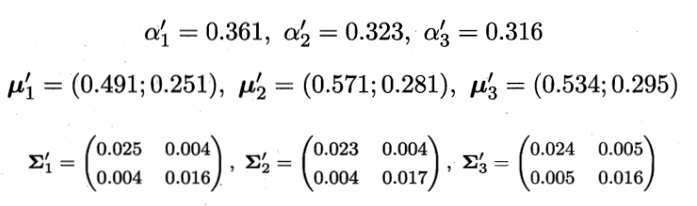 α′₁ = 0.361, α′₂ = 0.323, α′₃ = 0.316
μ′₁ = (0.491; 0.251), μ′₂ = (0.571; 0.281), μ′₃ = (0.534; 0.295)
Σ′₁ = (0.025 0.004 0.004 0.016), Σ′₂ = (0.023 0.004 0.004 0.017), Σ′₃ = (0.024 0.005 0.005 0.016)